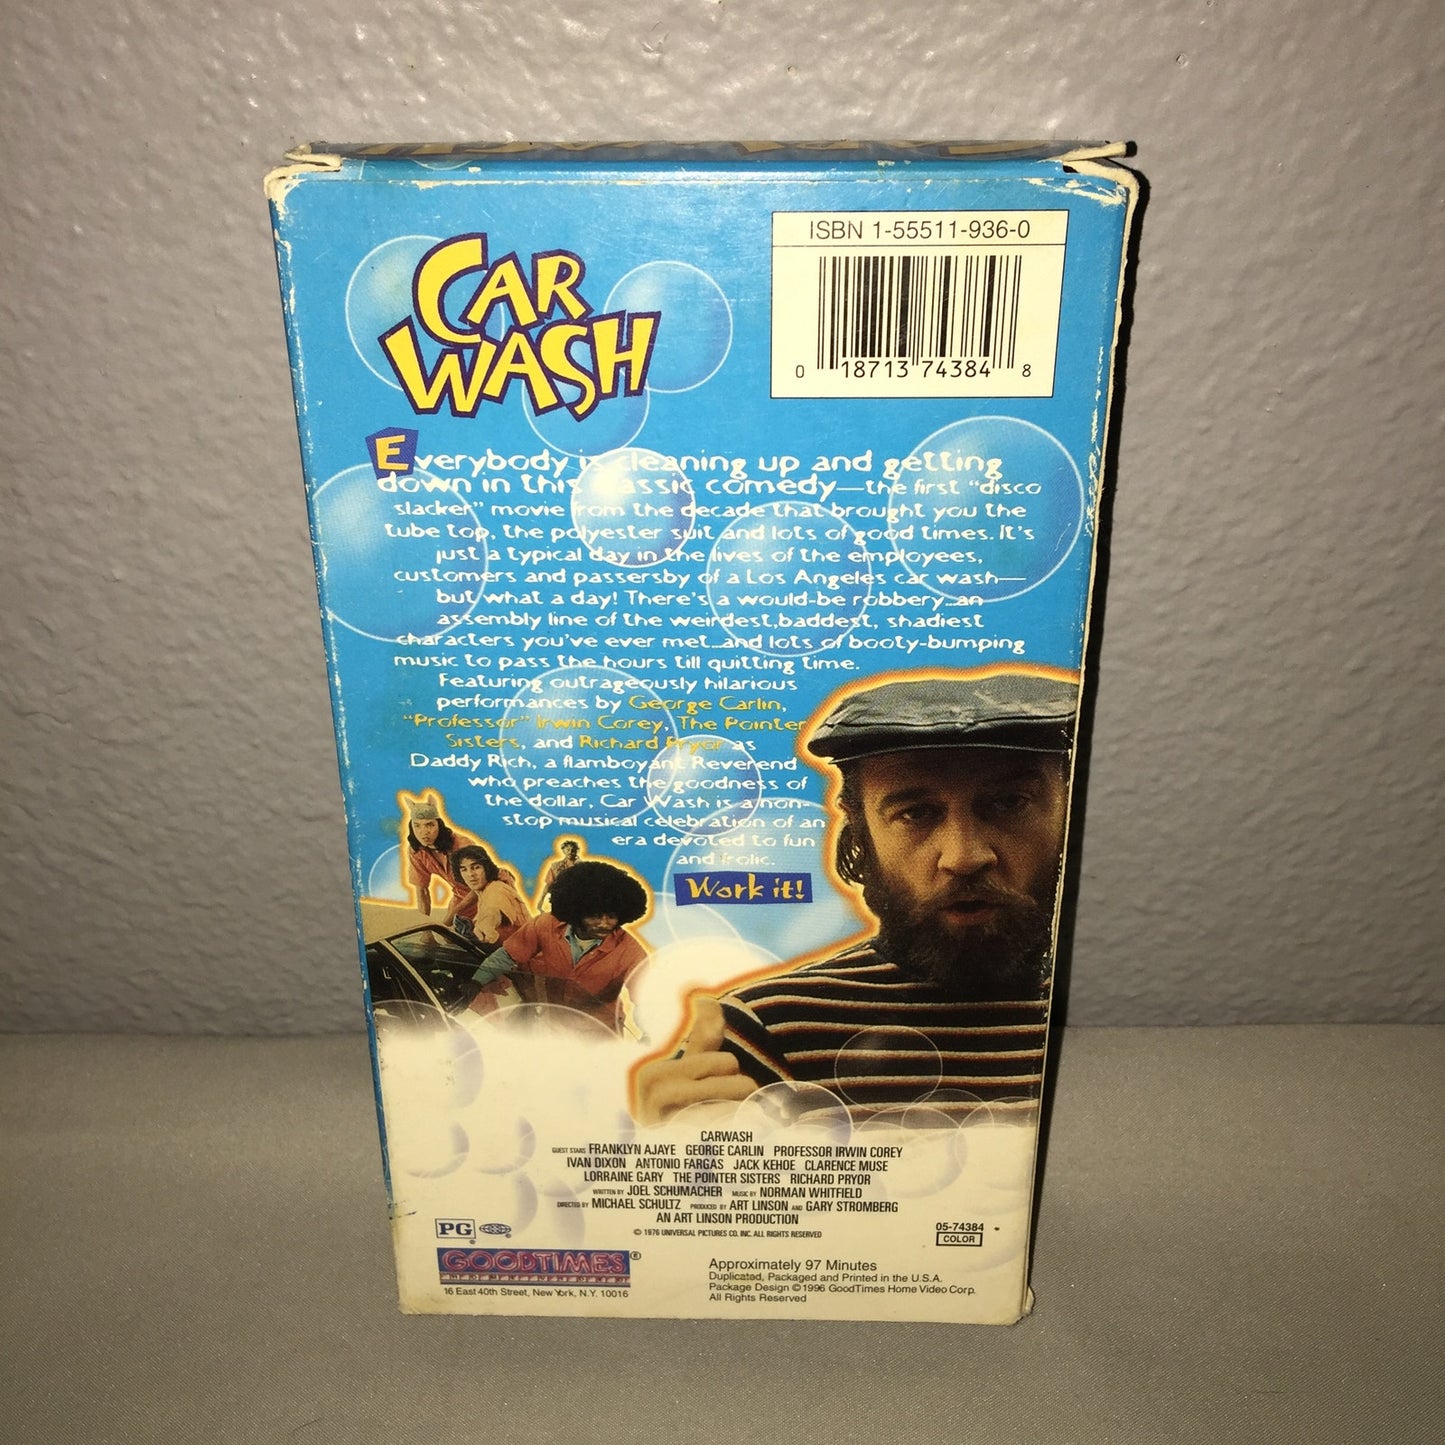 CAR
WASH
ISBN 1-55511-936-0
0 18713 74384 8
Everybody is cleaning up and getting
down in this classic comedy—the first "disco
slacker" movie from the decade that brought you the
tube top, the polyester suit and lots of good times. It's
just a typical day in the lives of the employees,
customers and passersby of a Los Angeles car wash—
but what a day! There's a would-be robbery...an
assembly line of the weirdest,baddest, shadiest
characters you've ever met...and lots of booty-bumping
music to pass the hours till quitting time.
Featuring outrageously hilarious
performances by George Carlin,
"Professor" Irwin Corey, The Pointer
Sisters, and Richard Pryor as
Daddy Rich, a flamboyant Reverend
who preaches the goodness of
the dollar, Car Wash is a non-
stop musical celebration of an
era devoted to fun
and frolic.
Work it!
CARWASH
GUEST STARS FRANKLYN AJAYE GEORGE CARLIN PROFESSOR IRWIN COREY
IVAN DIXON ANTONIO FARGAS JACK KEHOE CLARENCE MUSE
LORRAINE GARY THE POINTER SISTERS RICHARD PRYOR
WRITTEN BY JOEL SCHUMACHER MUSIC BY NORMAN WHITFIELD
DIRECTED BY MICHAEL SCHULTZ PRODUCED BY ART LINSON AND GARY STROMBERG
AN ART LINSON PRODUCTION
© 1976 UNIVERSAL PICTURES CO. INC. ALL RIGHTS RESERVED
PG ®
®
05-74384
COLOR
GOODTIMES ®
16 East 40th Street, New York, N.Y. 10016
Approximately 97 Minutes
Duplicated, Packaged and Printed in the U.S.A.
Package Design ©1996 GoodTimes Home Video Corp.
All Rights Reserved